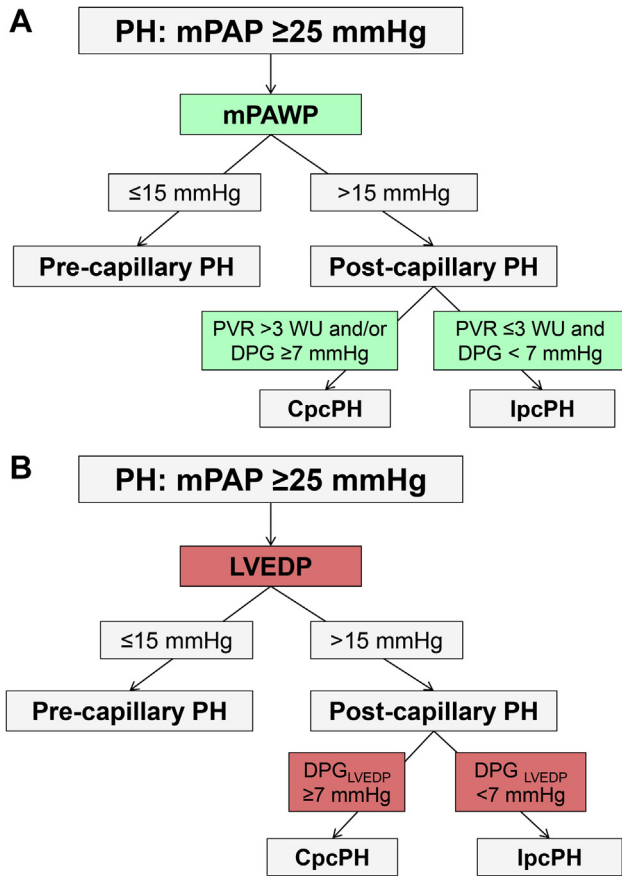 A
PH: mPAP ≥25 mmHg
mPAWP
≤15 mmHg
>15 mmHg
Pre-capillary PH
Post-capillary PH
PVR >3 WU and/or
DPG ≥7 mmHg
PVR ≤3 WU and
DPG < 7 mmHg
CpcPH
IpcPH
B
PH: mPAP ≥25 mmHg
LVEDP
≤15 mmHg
>15 mmHg
Pre-capillary PH
Post-capillary PH
DPG LVEDP
≥7 mmHg
DPG LVEDP
<7 mmHg
CpcPH
IpcPH